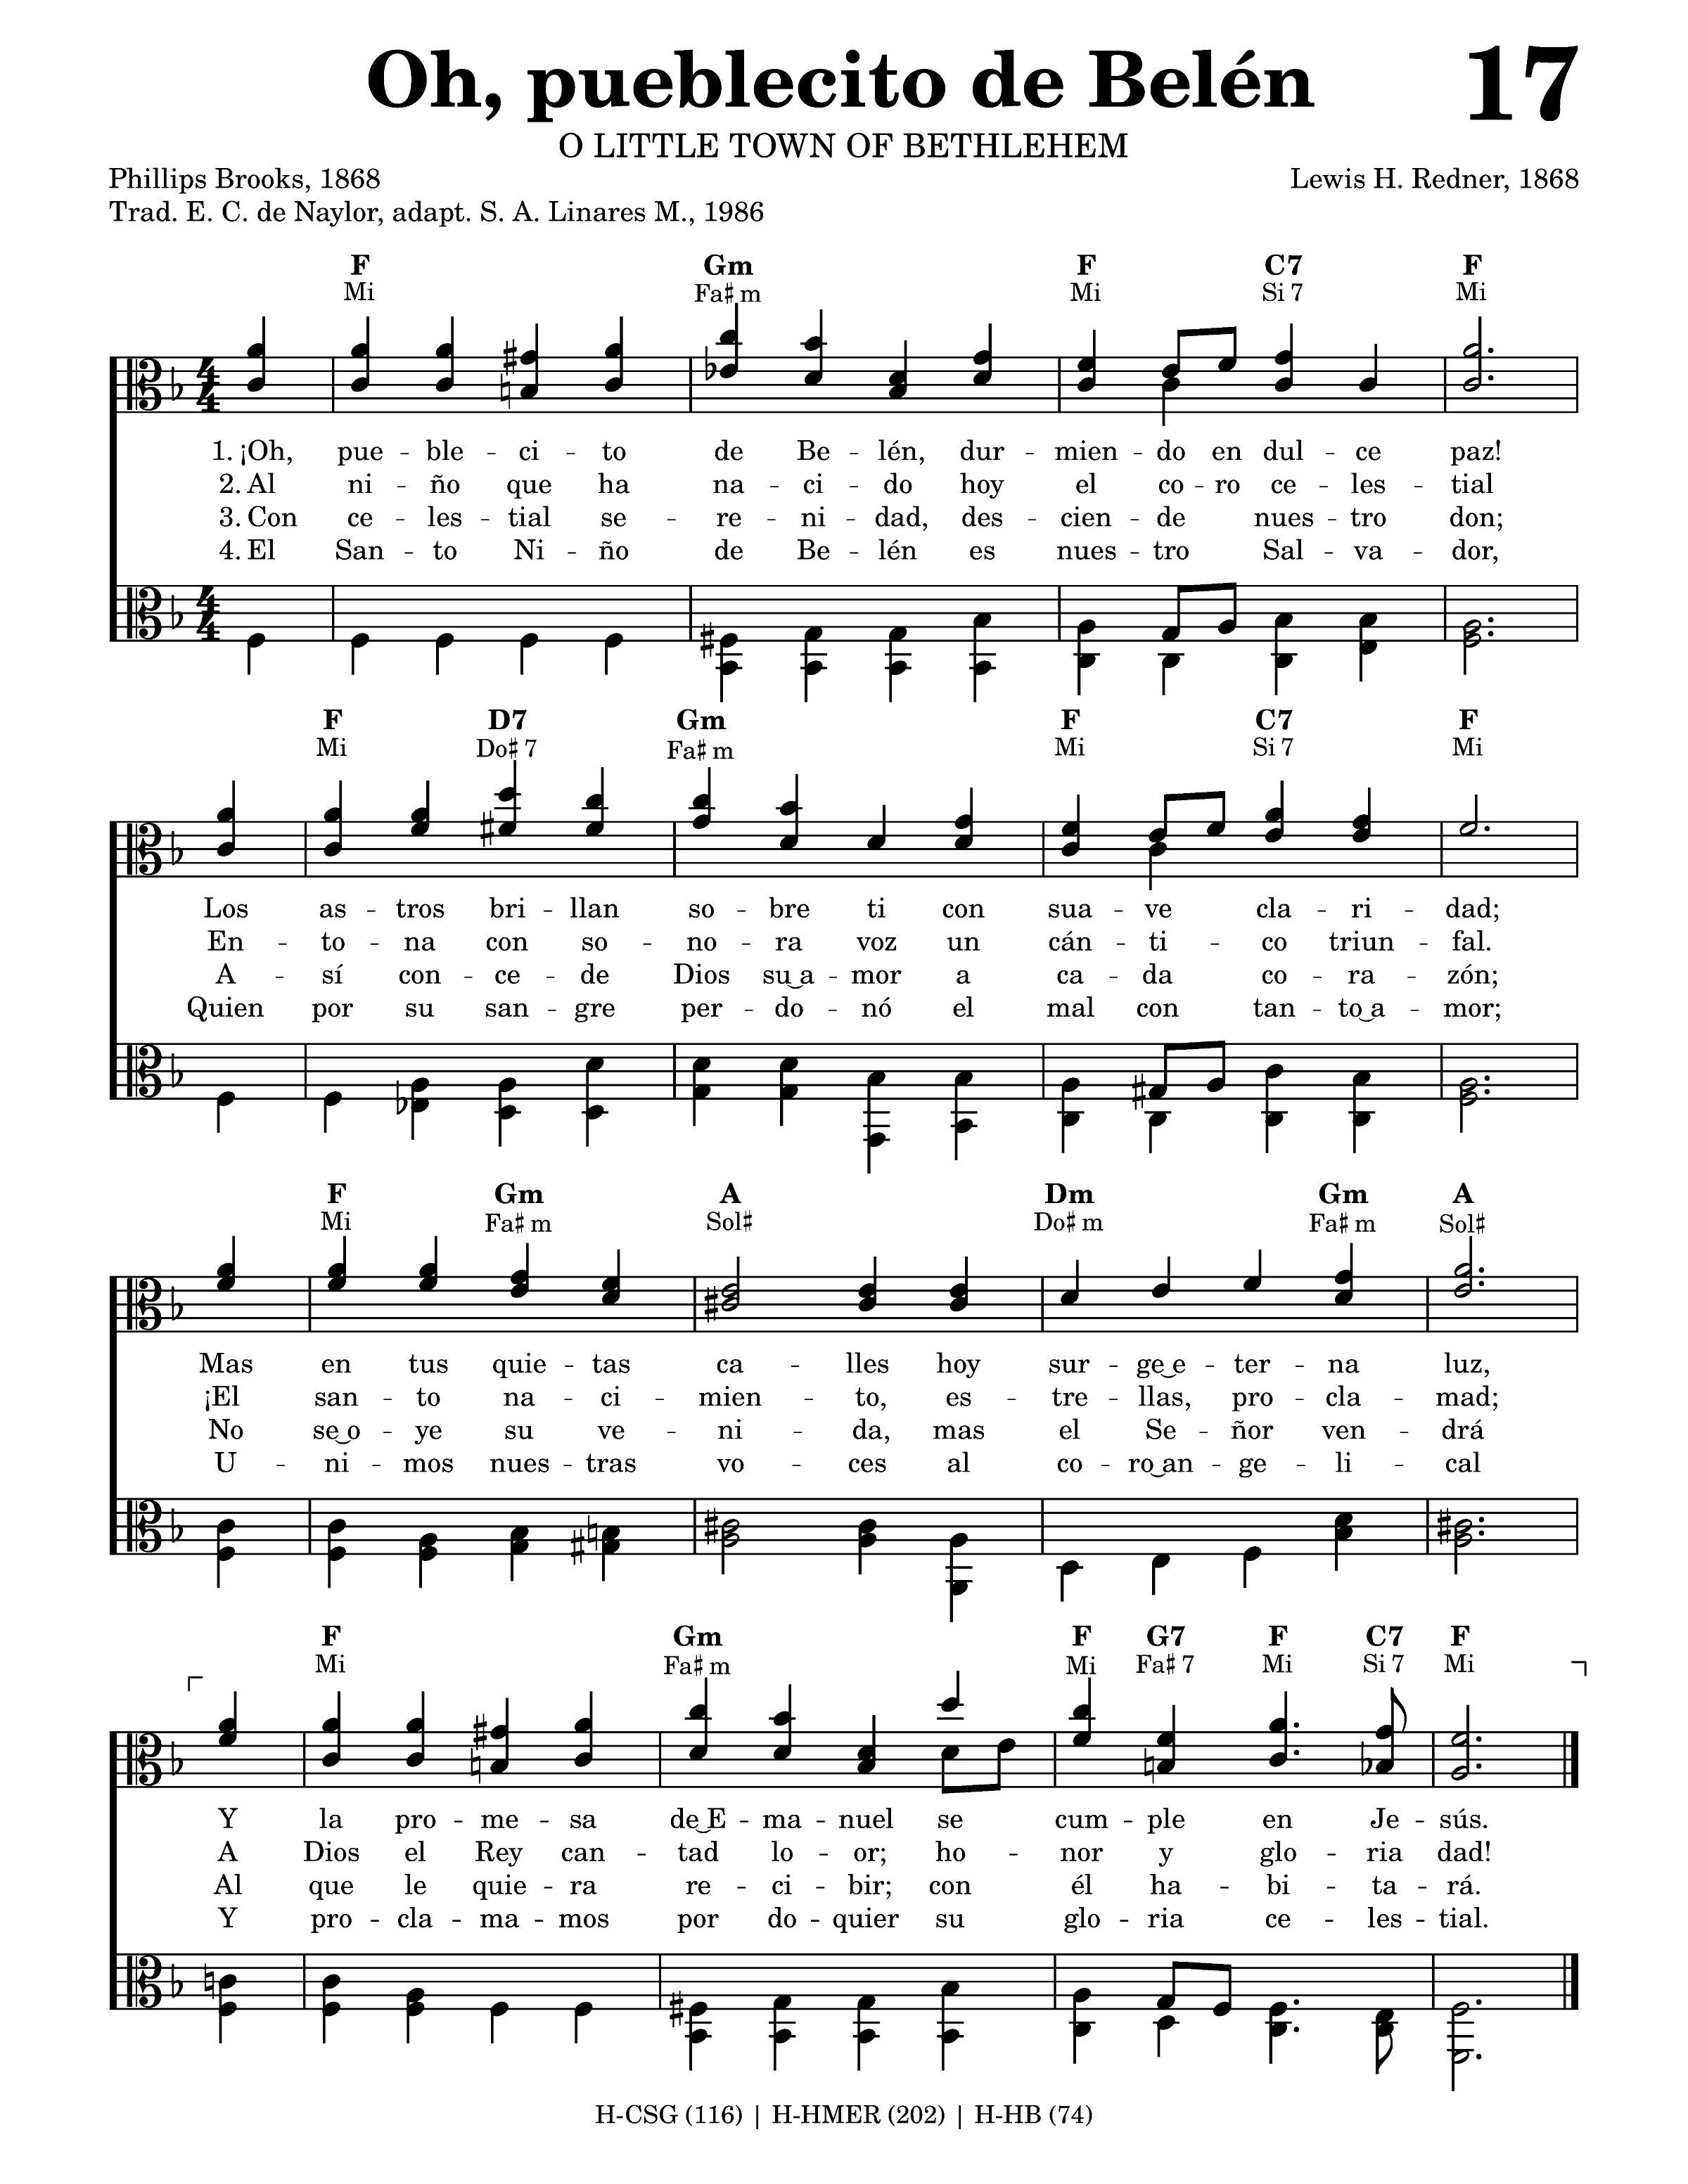 Oh, pueblecito de Belén 17
O LITTLE TOWN OF BETHLEHEM
Phillips Brooks, 1868 Lewis H. Redner, 1868
Trad. E. C. de Naylor, adapt. S. A. Linares M., 1986
F Gm F C7 F
Mi Fa♯ m Mi Si 7 Mi
4
4
1. ¡Oh, pue -- ble -- ci -- to de Be -- lén, dur -- mien -- do en dul -- ce paz!
2. Al ni -- ño que ha na -- ci -- do hoy el co -- ro ce -- les -- tial
3. Con ce -- les -- tial se -- re -- ni -- dad, des -- cien -- de nues -- tro don;
4. El San -- to Ni -- ño de Be -- lén es nues -- tro Sal -- va -- dor,
4
4
F D7 Gm F C7 F
Mi Do♯ 7 Fa♯ m Mi Si 7 Mi
Los as -- tros bri -- llan so -- bre ti con sua -- ve cla -- ri -- dad;
En -- to -- na con so -- no -- ra voz un cán -- ti -- co triun -- fal.
A -- sí con -- ce -- de Dios su‿a -- mor a ca -- da co -- ra -- zón;
Quien por su san -- gre per -- do -- nó el mal con tan -- to‿a -- mor;
F Gm A Dm Gm A
Mi Fa♯ m Sol♯ Do♯ m Fa♯ m Sol♯
Mas en tus quie -- tas ca -- lles hoy sur -- ge‿e -- ter -- na luz,
¡El san -- to na -- ci -- mien -- to, es -- tre -- llas, pro -- cla -- mad;
No se‿o -- ye su ve -- ni -- da, mas el Se -- ñor ven -- drá
U -- ni -- mos nues -- tras vo -- ces al co -- ro‿an -- ge -- li -- cal
F Gm F G7 F C7 F
Mi Fa♯ m Mi Fa♯ 7 Mi Si 7 Mi
Y la pro -- me -- sa de‿E -- ma -- nuel se cum -- ple en Je -- sús.
A Dios el Rey can -- tad lo -- or; ho -- nor y glo -- ria dad!
Al que le quie -- ra re -- ci -- bir; con él ha -- bi -- ta -- rá.
Y pro -- cla -- ma -- mos por do -- quier su glo -- ria ce -- les -- tial.
H-CSG (116) | H-HMER (202) | H-HB (74)